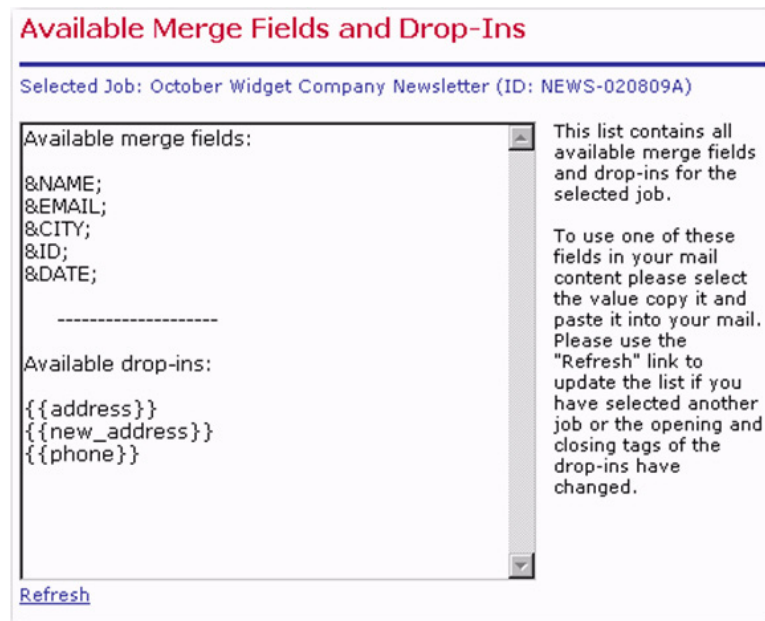 Available Merge Fields and Drop-Ins
Selected Job: October Widget Company Newsletter (ID: NEWS-020809A)
Available merge fields:
&NAME;
&EMAIL;
&CITY;
&ID;
&DATE;
--------------------
Available drop-ins:
{{address}}
{{new_address}}
{{phone}}
Refresh
This list contains all
available merge fields
and drop-ins for the
selected job.
To use one of these
fields in your mail
content please select
the value copy it and
paste it into your mail.
Please use the
"Refresh" link to
update the list if you
have selected another
job or the opening and
closing tags of the
drop-ins have
changed.